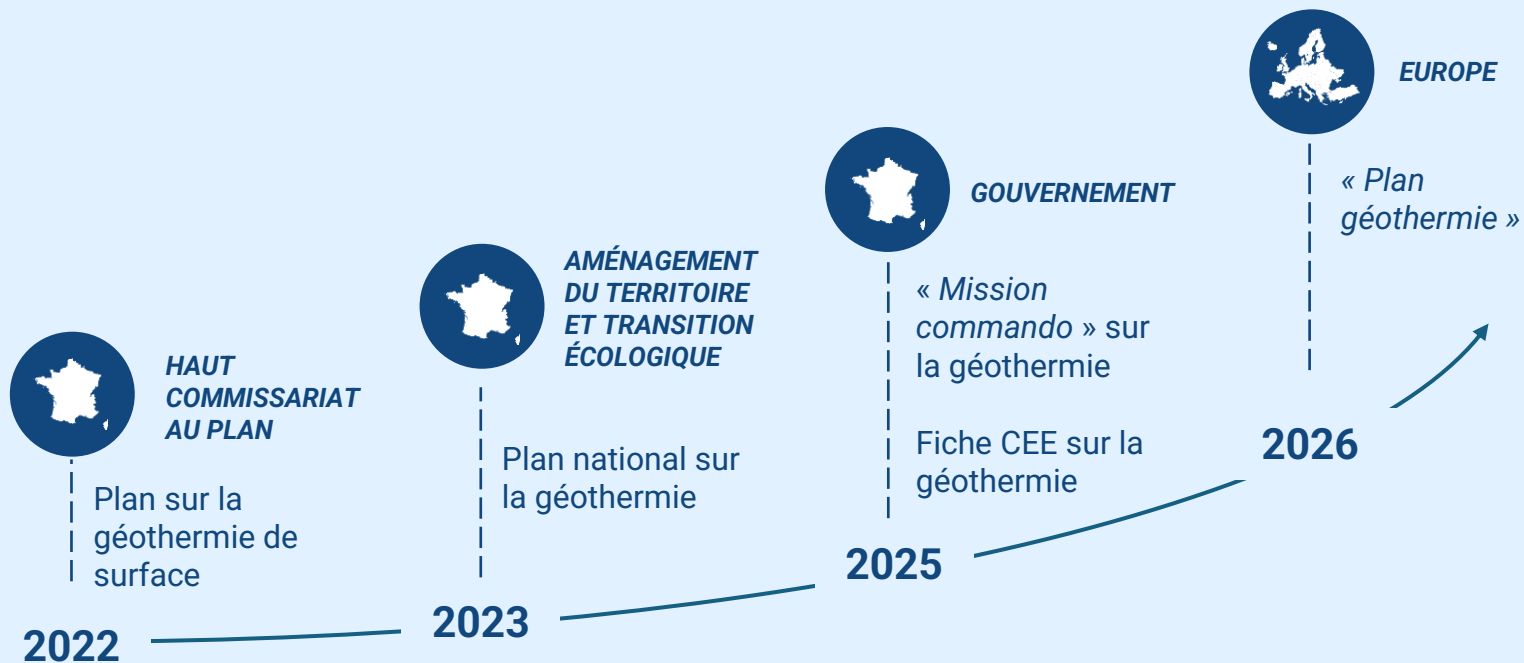 HAUT
COMMISSARIAT
AU PLAN
Plan sur la
géothermie de
surface
2022
AMÉNAGEMENT
DU TERRITOIRE
ET TRANSITION
ÉCOLOGIQUE
Plan national sur
la géothermie
2023
GOUVERNEMENT
« Mission
commando » sur
la géothermie
Fiche CEE sur la
géothermie
2025
EUROPE
« Plan
géothermie »
2026